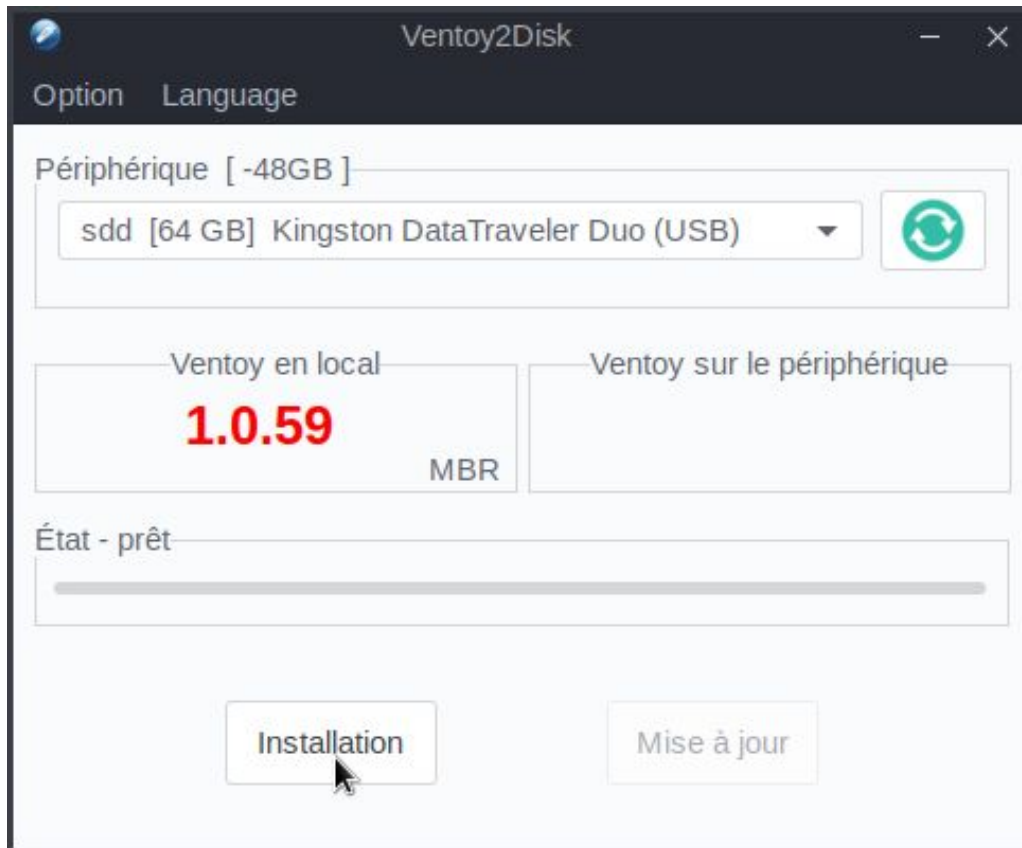 Ventoy2Disk
Option Language
Périphérique [ -48GB ]
sdd [64 GB] Kingston DataTraveler Duo (USB)
Ventoy en local
1.0.59
MBR
Ventoy sur le périphérique
État - prêt
Installation
Mise à jour